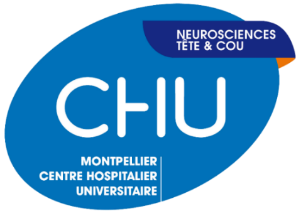 NEUROSCIENCES
TÊTE & COU
CHU
MONTPELLIER
CENTRE HOSPITALIER
UNIVERSITAIRE